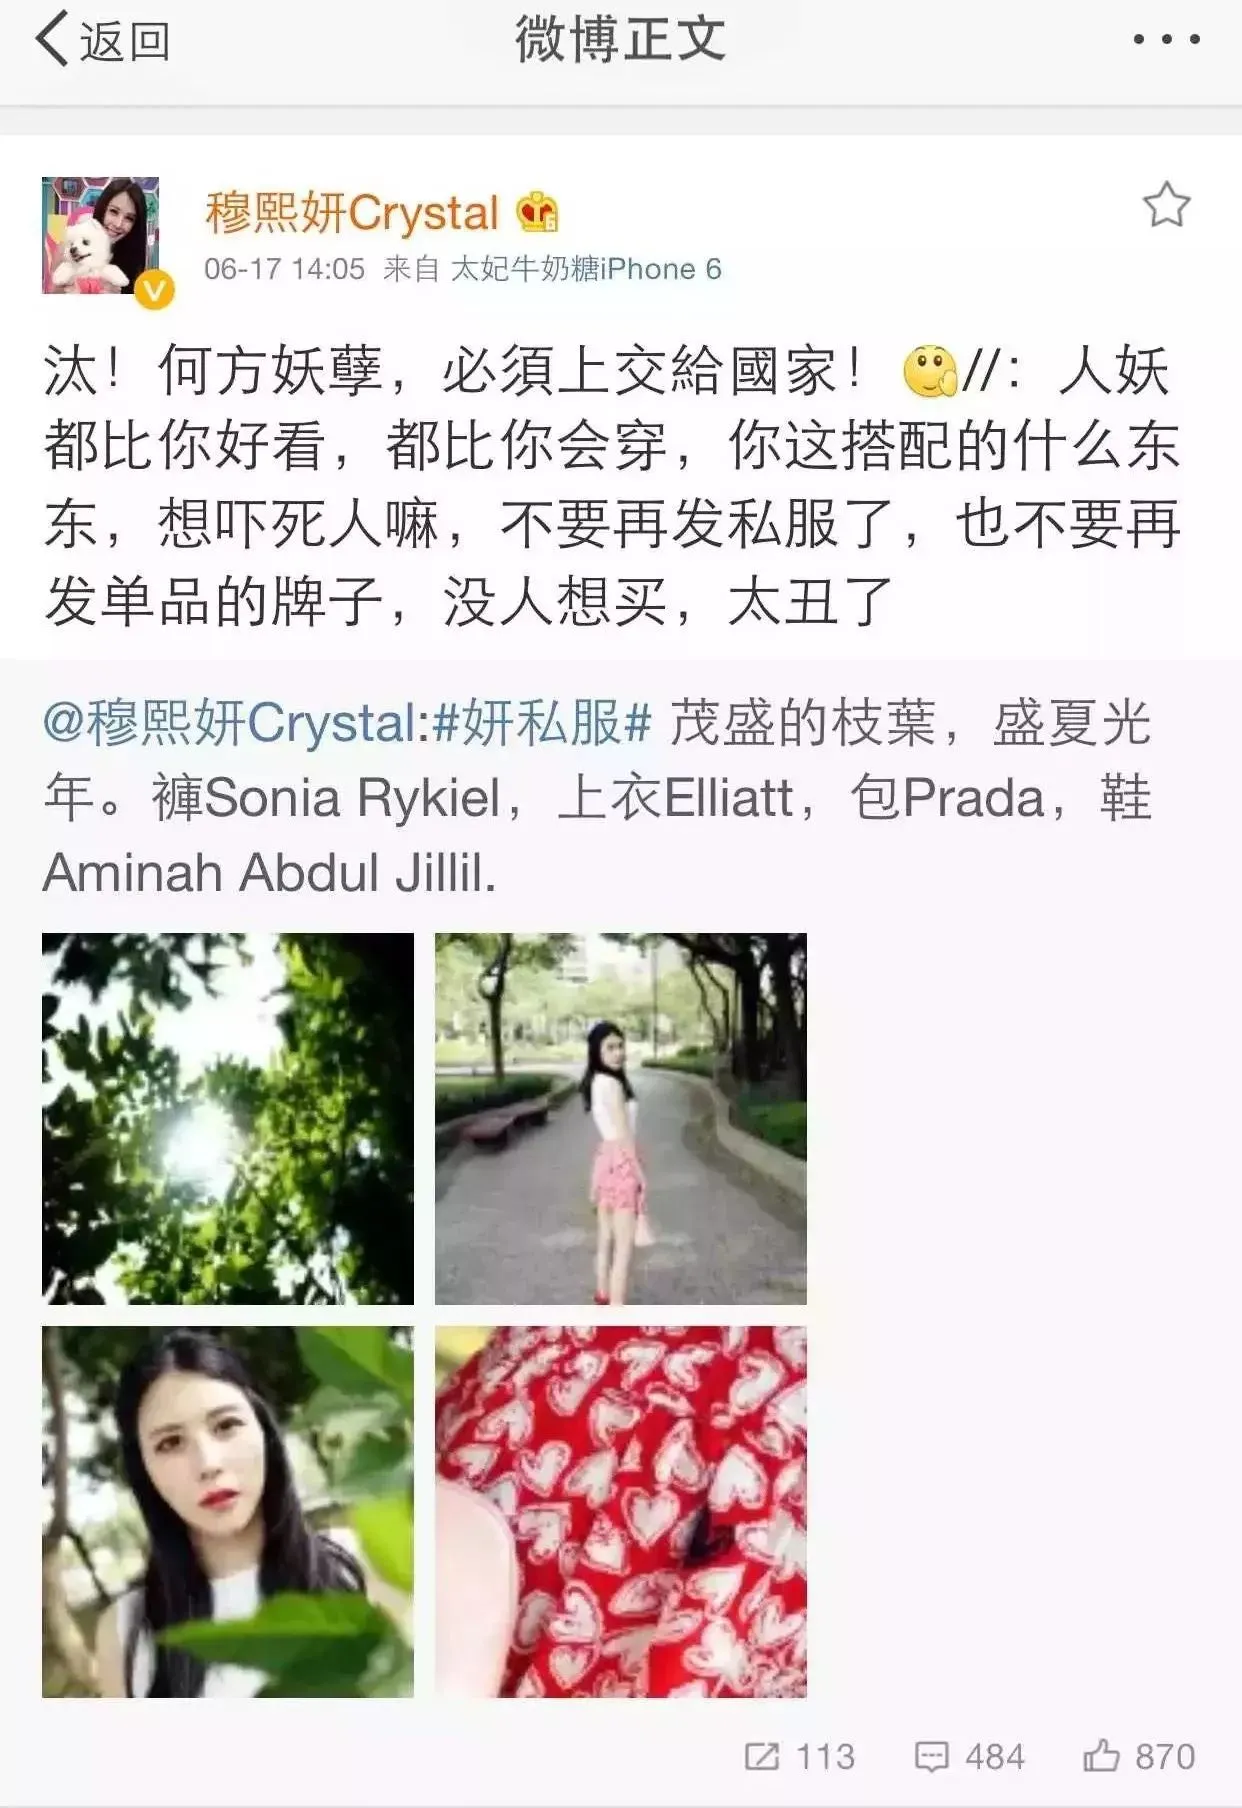 返回
微博正文
穆熙妍Crystal
06-17 14:05 来自 太妃牛奶糖iPhone 6
汰！何方妖孽，必須上交給國家！//：人妖
都比你好看，都比你会穿，你这搭配的什么东
东，想吓死人嘛，不要再发私服了，也不要再
发单品的牌子，没人想买，太丑了
@穆熙妍Crystal:#妍私服# 茂盛的枝葉，盛夏光
年。褲Sonia Rykiel，上衣Elliatt，包Prada，鞋
Aminah Abdul Jillil.
113 484 870